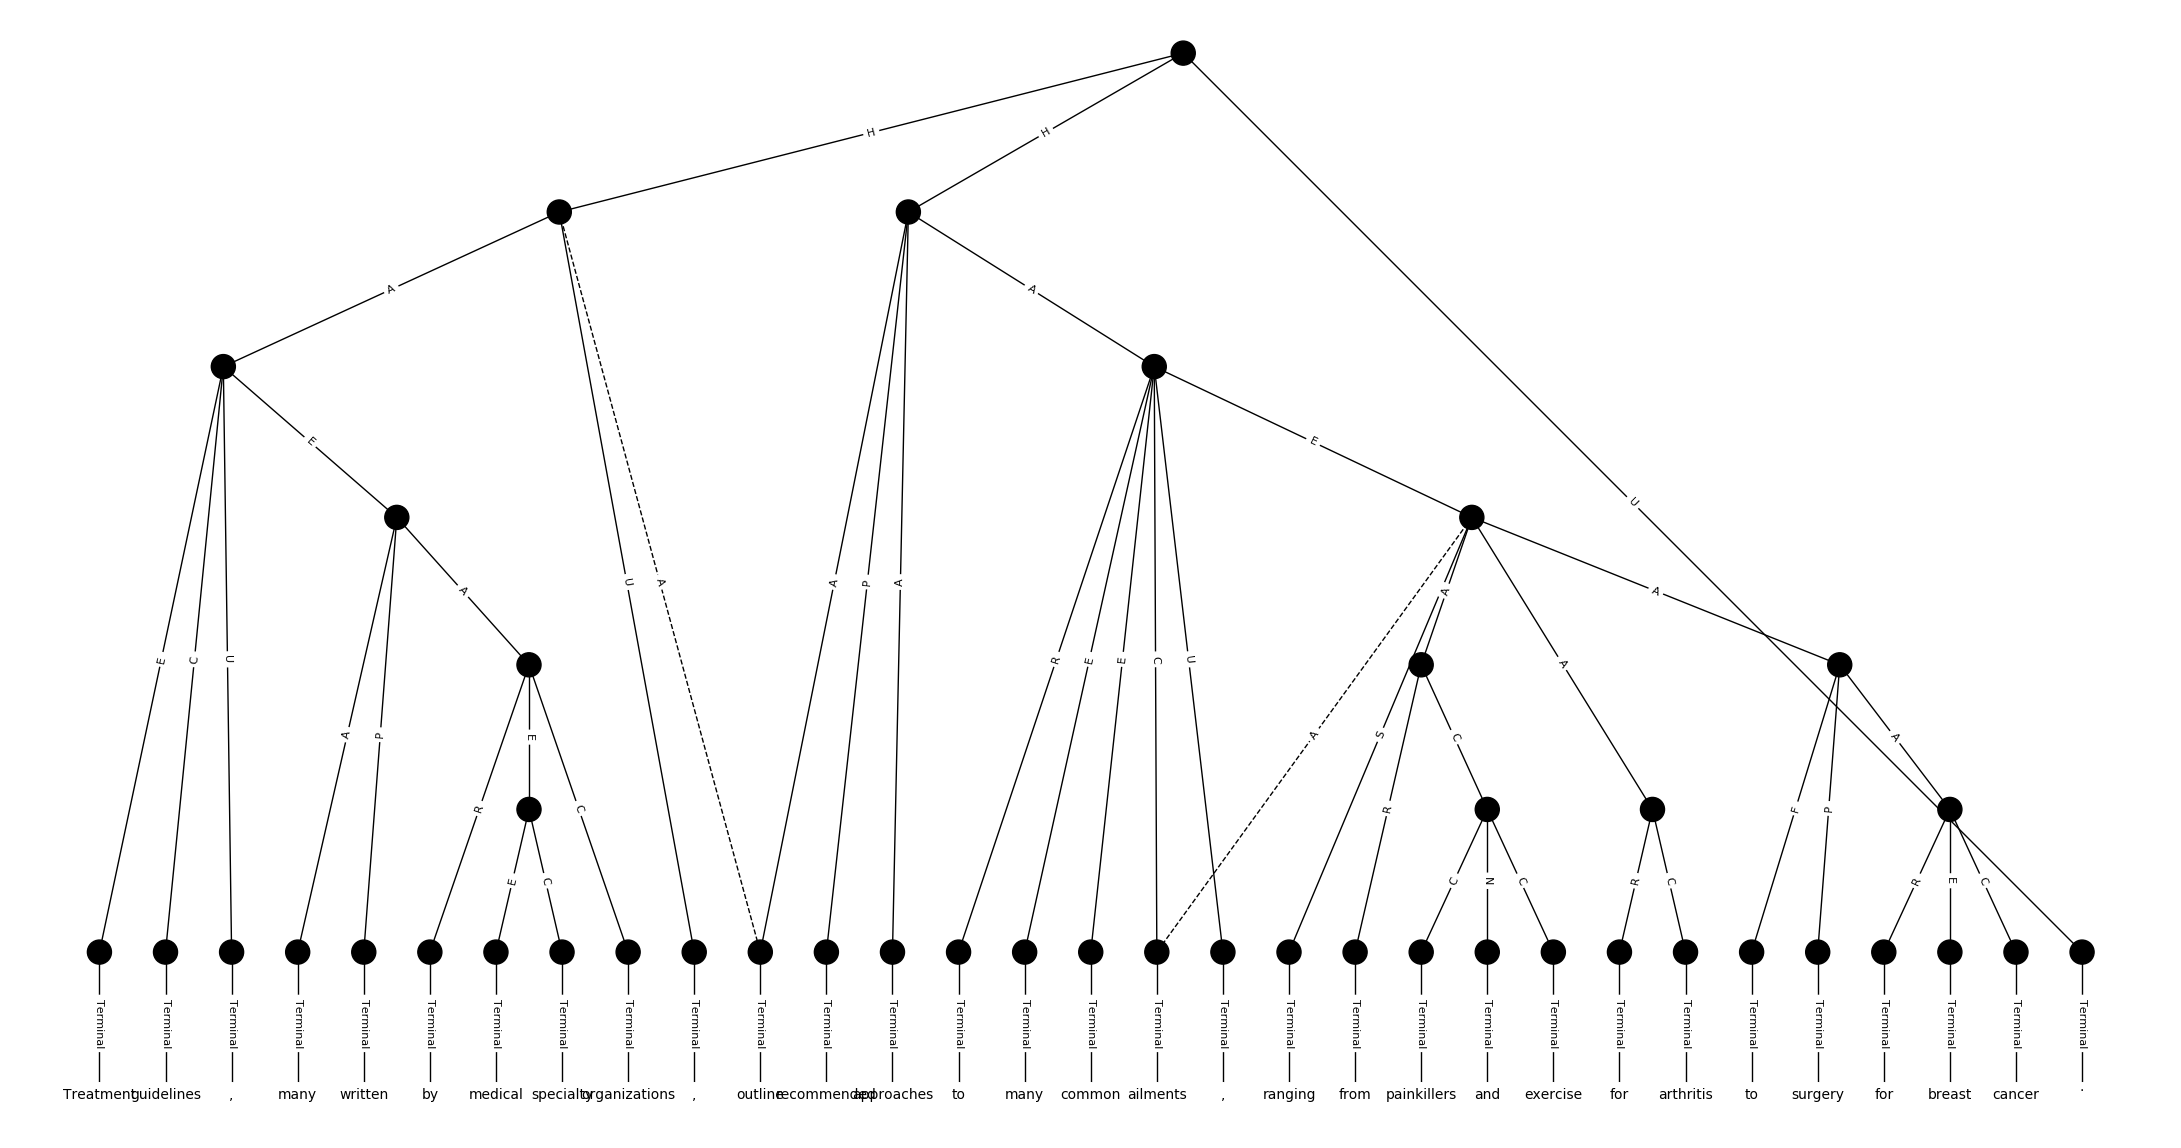 H H
A A
E E U
A A A A U A P A A A
E C U R E E C U A
A P E S C A
R C R F P
E C C N C R C R E C
Terminal Terminal Terminal Terminal Terminal Terminal Terminal Terminal Terminal Terminal Terminal Terminal Terminal Terminal Terminal Terminal Terminal Terminal Terminal Terminal Terminal Terminal Terminal Terminal Terminal Terminal Terminal Terminal Terminal Terminal Terminal
Treatment guidelines , many written by medical specialty organizations , outline recommended approaches to many common ailments , ranging from painkillers and exercise for arthritis to surgery for breast cancer .